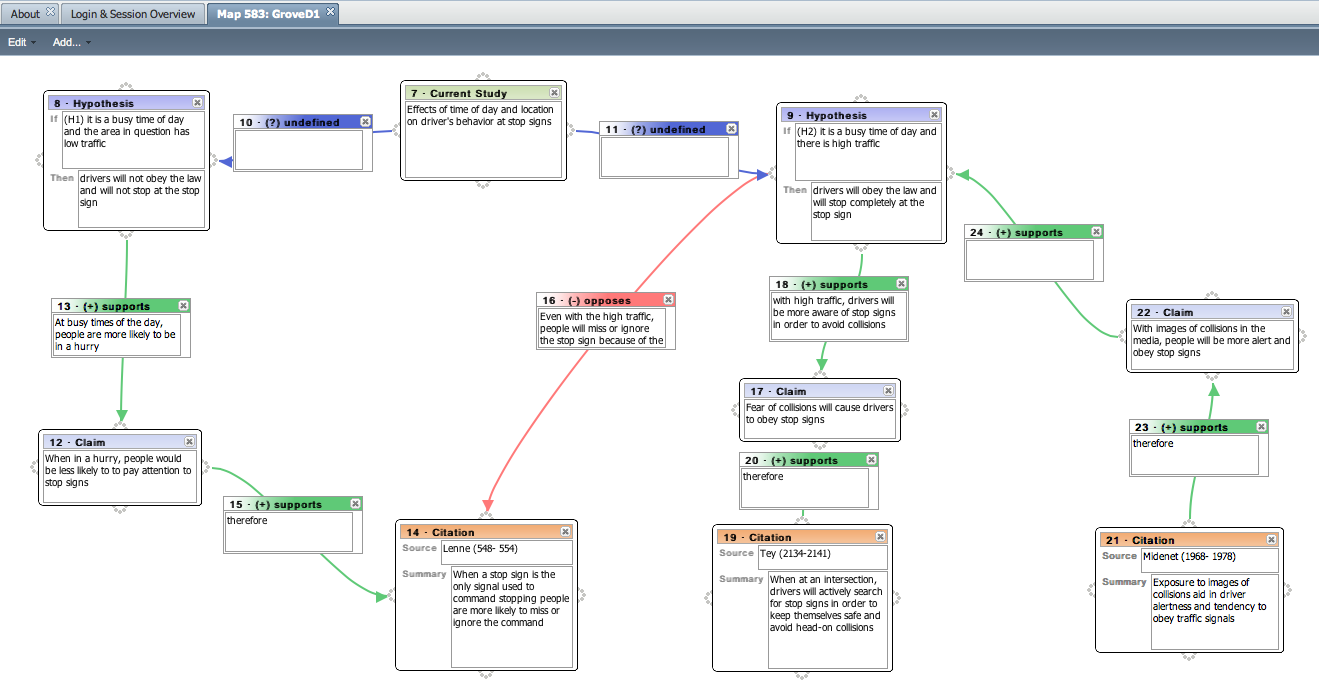 About
Login & Session Overview
Map 583: GroveD1
Edit
Add...
8 - Hypothesis
If
(H1) it is a busy time of day
and the area in question has
low traffic
Then
drivers will not obey the law
and will not stop at the stop
sign
10 - (?) undefined
7 - Current Study
Effects of time of day and location
on driver's behavior at stop signs
11 - (?) undefined
9 - Hypothesis
If
(H2) it is a busy time of day and
there is high traffic
Then
drivers will obey the law and
will stop completely at the
stop sign
24 - (+) supports
13 - (+) supports
At busy times of the day,
people are more likely to be
in a hurry
16 - (-) opposes
Even with the high traffic,
people will miss or ignore
the stop sign because of the
18 - (+) supports
with high traffic, drivers will
be more aware of stop signs
in order to avoid collisions
22 - Claim
With images of collisions in the
media, people will be more alert and
obey stop signs
17 - Claim
Fear of collisions will cause drivers
to obey stop signs
12 - Claim
When in a hurry, people would
be less likely to to pay attention to
stop signs
23 - (+) supports
therefore
20 - (+) supports
therefore
15 - (+) supports
therefore
14 - Citation
Source
Lenne (548- 554)
Summary
When a stop sign is the
only signal used to
command stopping people
are more likely to miss or
ignore the command
19 - Citation
Source
Tey (2134-2141)
Summary
When at an intersection,
drivers will actively search
for stop signs in order to
keep themselves safe and
avoid head-on collisions
21 - Citation
Source
Midenet (1968- 1978)
Summary
Exposure to images of
collisions aid in driver
alertness and tendency to
obey traffic signals